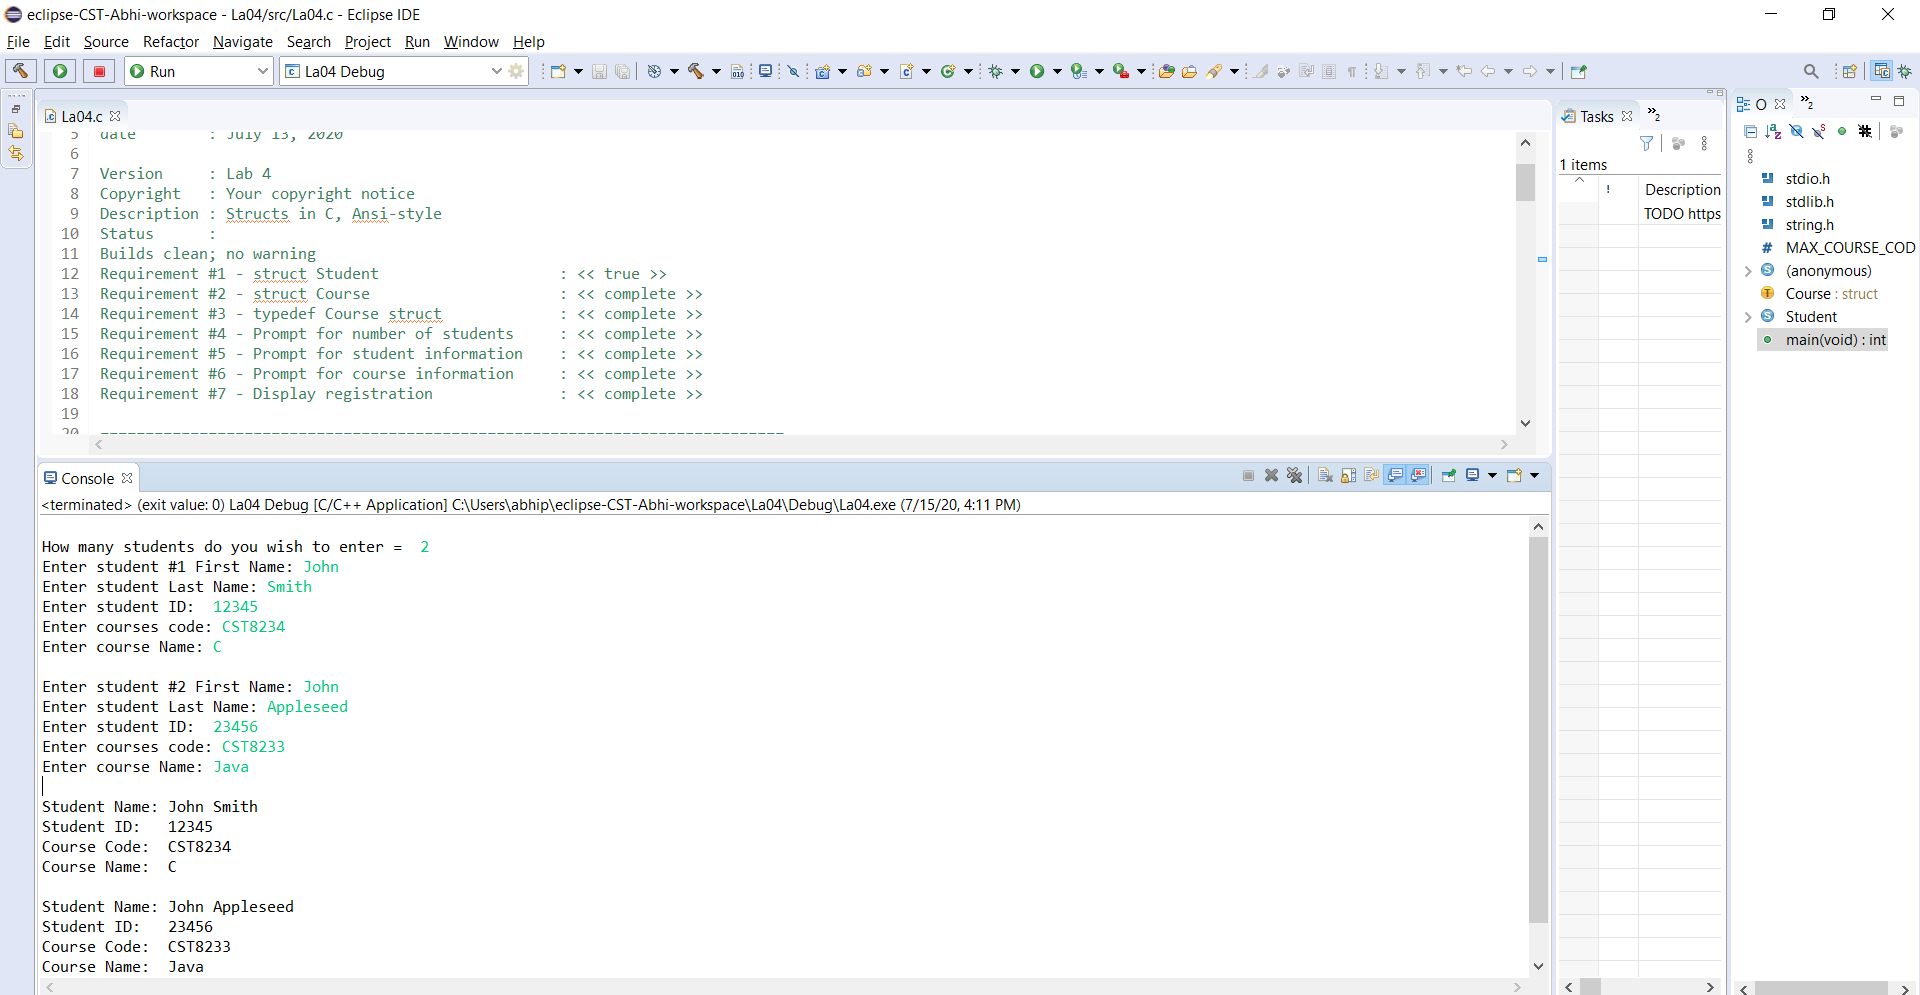 eclipse-CST-Abhi-workspace - La04/src/La04.c - Eclipse IDE
File Edit Source Refactor Navigate Search Project Run Window Help
Run La04 Debug
La04.c
5 date : July 13, 2020
6
7 Version : Lab 4
8 Copyright : Your copyright notice
9 Description : Structs in C, Ansi-style
10 Status :
11 Builds clean; no warning
12 Requirement #1 - struct Student : << true >>
13 Requirement #2 - struct Course : << complete >>
14 Requirement #3 - typedef Course struct : << complete >>
15 Requirement #4 - Prompt for number of students : << complete >>
16 Requirement #5 - Prompt for student information : << complete >>
17 Requirement #6 - Prompt for course information : << complete >>
18 Requirement #7 - Display registration : << complete >>
19
20
Console
<terminated> (exit value: 0) La04 Debug [C/C++ Application] C:\Users\abhip\eclipse-CST-Abhi-workspace\La04\Debug\La04.exe (7/15/20, 4:11 PM)
How many students do you wish to enter = 2
Enter student #1 First Name: John
Enter student Last Name: Smith
Enter student ID: 12345
Enter courses code: CST8234
Enter course Name: C
Enter student #2 First Name: John
Enter student Last Name: Appleseed
Enter student ID: 23456
Enter courses code: CST8233
Enter course Name: Java
Student Name: John Smith
Student ID: 12345
Course Code: CST8234
Course Name: C
Student Name: John Appleseed
Student ID: 23456
Course Code: CST8233
Course Name: Java
Tasks
»2
1 items
! Description
TODO https
O
»2
stdio.h
stdlib.h
string.h
# MAX_COURSE_COD
(anonymous)
Course : struct
Student
main(void) : int